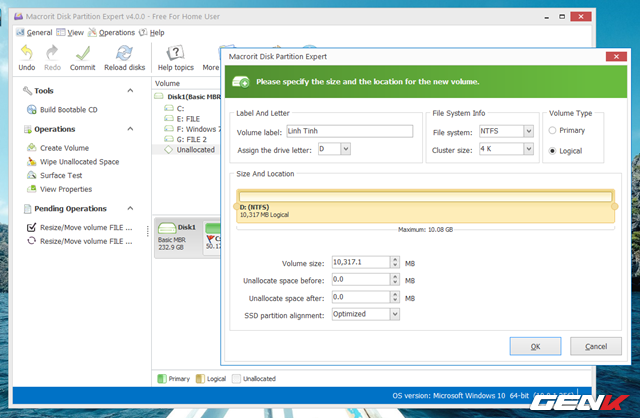 Macrorit Disk Partition Expert v4.0.0 - Free For Home User
General View Operations Help
Undo Redo Commit Reload disks Help topics More
Tools
Build Bootable CD
Operations
Create Volume
Wipe Unallocated Space
Surface Test
View Properties
Pending Operations
Resize/Move volume FILE ...
Resize/Move volume FILE ...
Volume
Disk1(Basic MBR
C:
E: FILE
F: Windows 7
G: FILE 2
Unallocated
Disk1
Basic MBR
232.9 GB
Macrorit Disk Partition Expert
Please specify the size and the location for the new volume.
Label And Letter
Volume label: Linh Tinh
Assign the drive letter: D
File System Info
File system: NTFS
Cluster size: 4 K
Volume Type
Primary
Logical
Size And Location
D: (NTFS)
10,317 MB Logical
Maximum: 10.08 GB
Volume size: 10,317.1 MB
Unallocate space before: 0.0 MB
Unallocate space after: 0.0 MB
SSD partition alignment: Optimized
OK Cancel
Primary Logical Unallocated
OS version: Microsoft Windows 10 64-bit
GENK